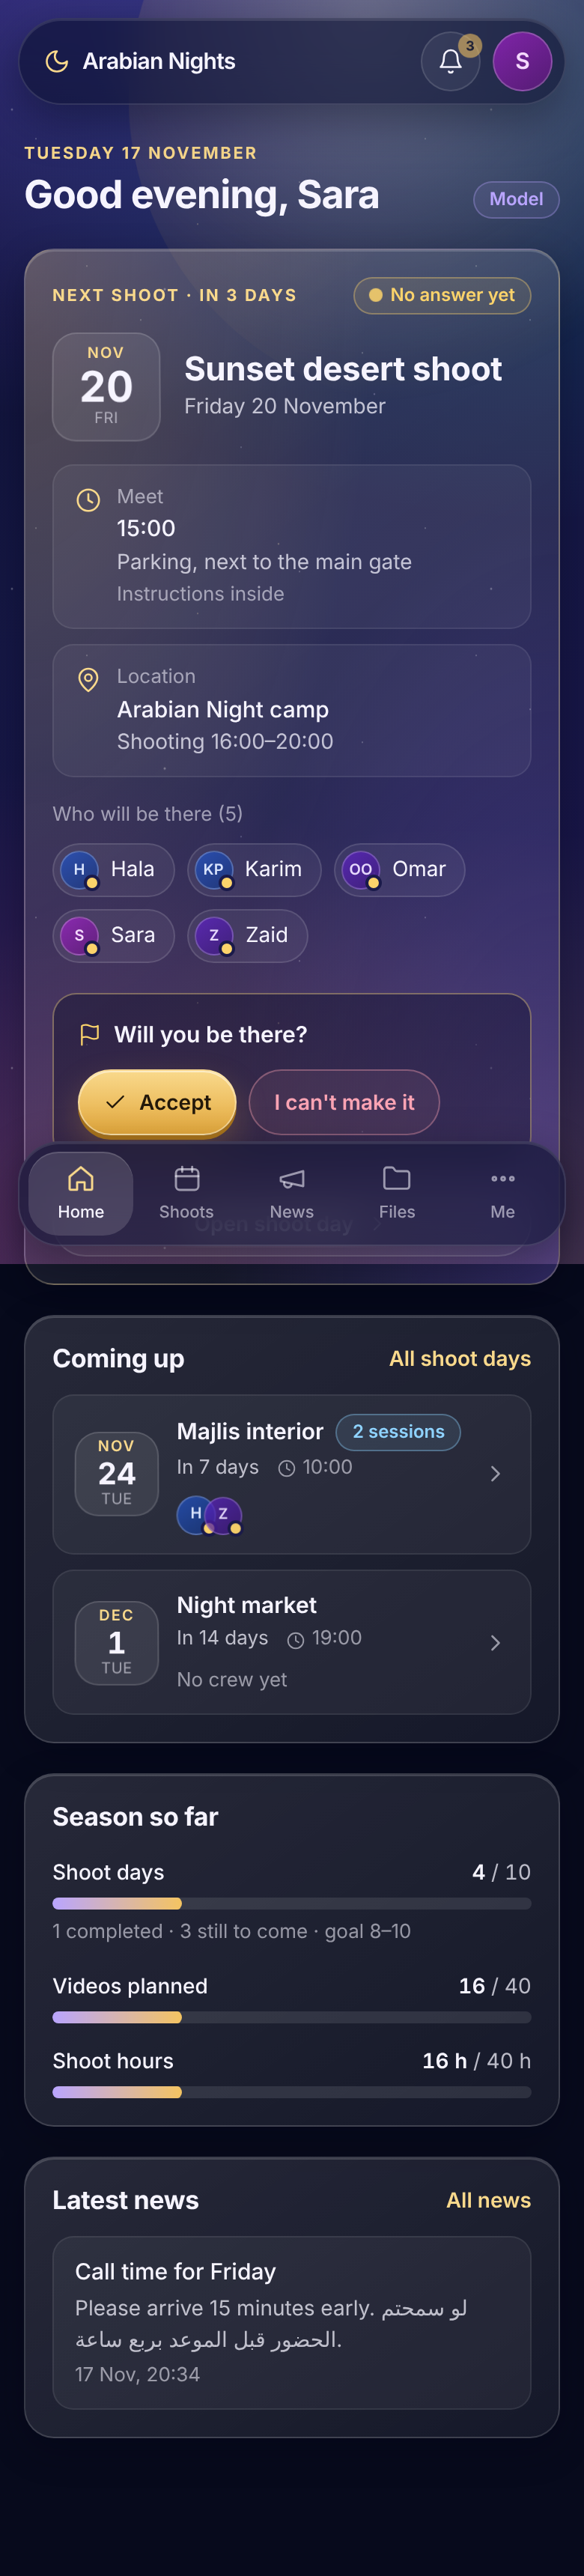 Arabian Nights
3
S
TUESDAY 17 NOVEMBER
Good evening, Sara
Model
NEXT SHOOT · IN 3 DAYS
No answer yet
NOV
20
FRI
Sunset desert shoot
Friday 20 November
Meet
15:00
Parking, next to the main gate
Instructions inside
Location
Arabian Night camp
Shooting 16:00–20:00
Who will be there (5)
H Hala
KP Karim
OO Omar
S Sara
Z Zaid
Will you be there?
Accept
I can't make it
Open shoot day
Home
Shoots
News
Files
Me
Coming up
All shoot days
NOV
24
TUE
Majlis interior
2 sessions
In 7 days
10:00
H Z
DEC
1
TUE
Night market
In 14 days
19:00
No crew yet
Season so far
Shoot days
4 / 10
1 completed · 3 still to come · goal 8–10
Videos planned
16 / 40
Shoot hours
16 h / 40 h
Latest news
All news
Call time for Friday
Please arrive 15 minutes early. لو سمحتم
الحضور قبل الموعد بربع ساعة.
17 Nov, 20:34